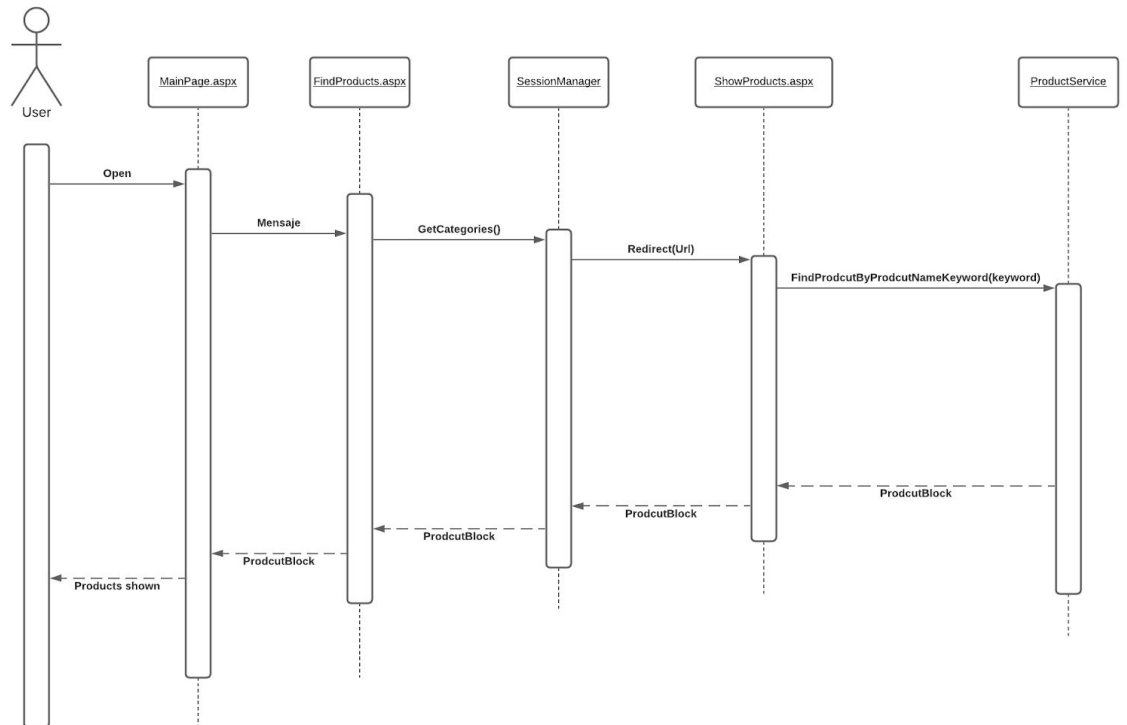 User
MainPage.aspx
FindProducts.aspx
SessionManager
ShowProducts.aspx
ProductService
Open
Mensaje
GetCategories()
Redirect(Url)
FindProdcutByProdcutNameKeyword(keyword)
ProdcutBlock
ProdcutBlock
ProdcutBlock
ProdcutBlock
Products shown